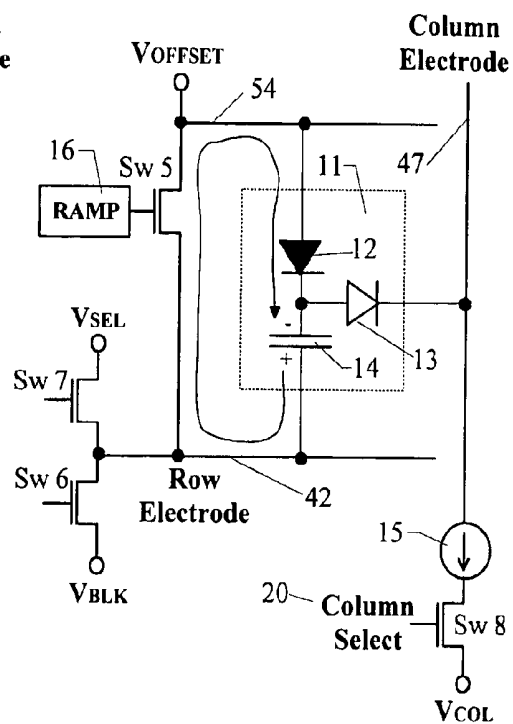 e
VOFFSET
Column
Electrode
54
16
Sw 5
11
47
RAMP
12
VSEL
-
13
+
14
Sw 7
Sw 6
Row
Electrode
42
15
VBLK
20
Column
Select
Sw 8
VCOL